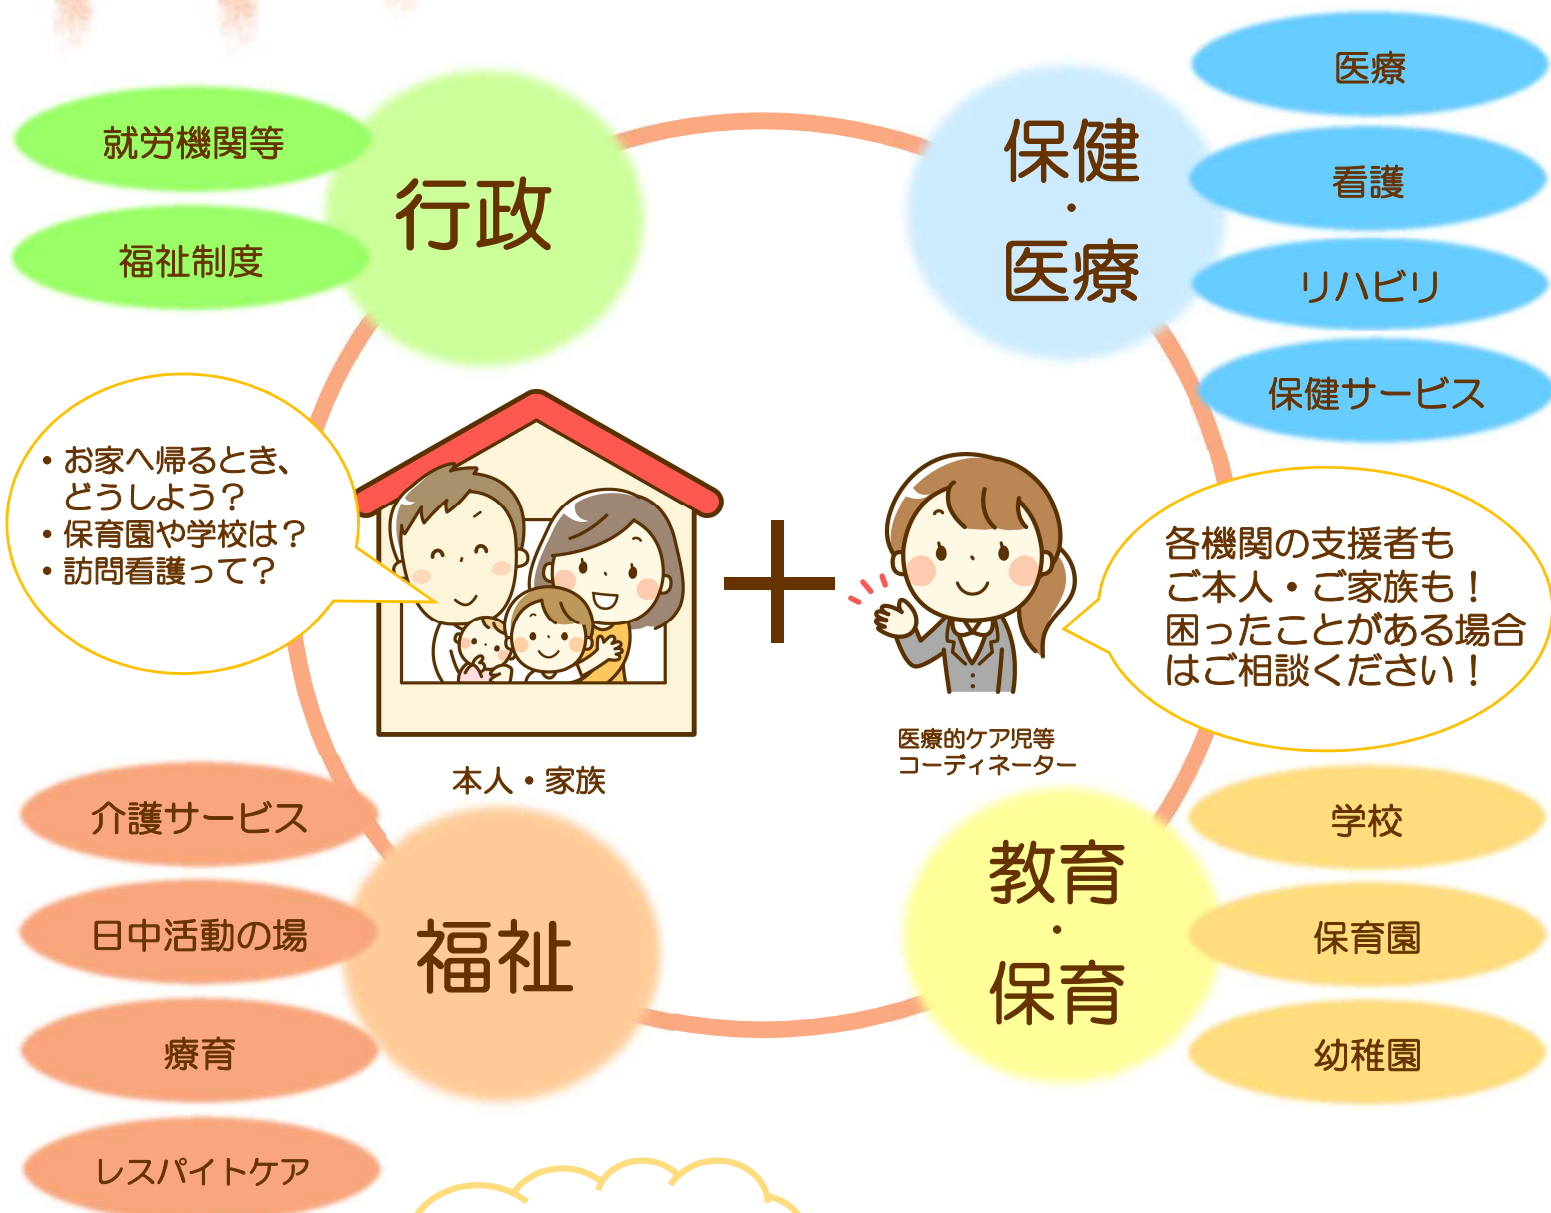 就労機関等
福祉制度
行政
保健
・
医療
医療
看護
リハビリ
保健サービス
・お家へ帰るとき、
どうしよう？
・保育園や学校は？
・訪問看護って？
各機関の支援者も
ご本人・ご家族も！
困ったことがある場合
はご相談ください！
本人・家族
医療的ケア児等
コーディネーター
介護サービス
日中活動の場
療育
レスパイトケア
福祉
教育
・
保育
学校
保育園
幼稚園